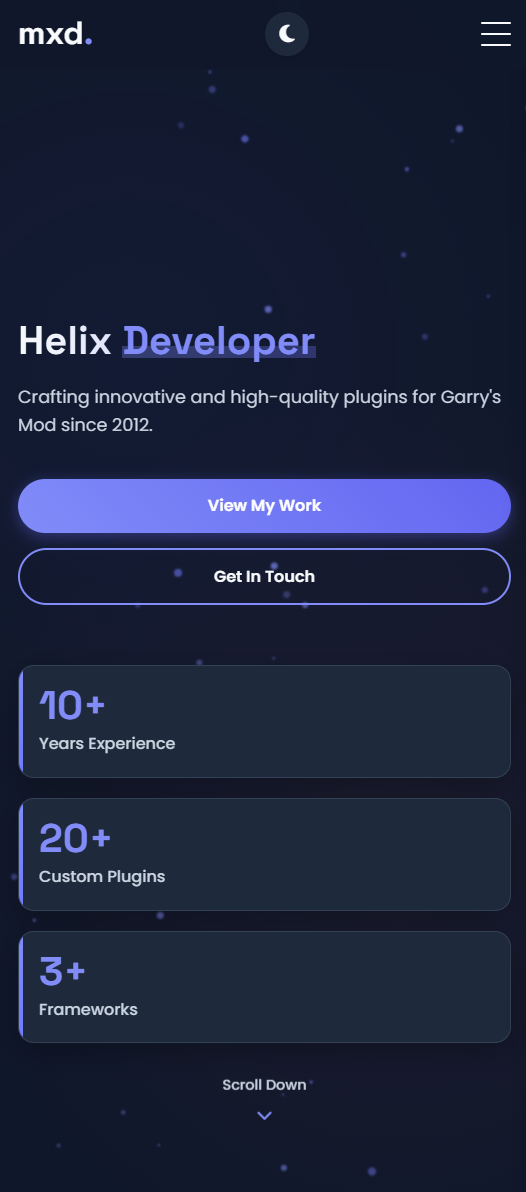 mxd.
Helix Developer
Crafting innovative and high-quality plugins for Garry's
Mod since 2012.
View My Work
Get In Touch
10+
Years Experience
20+
Custom Plugins
3+
Frameworks
Scroll Down